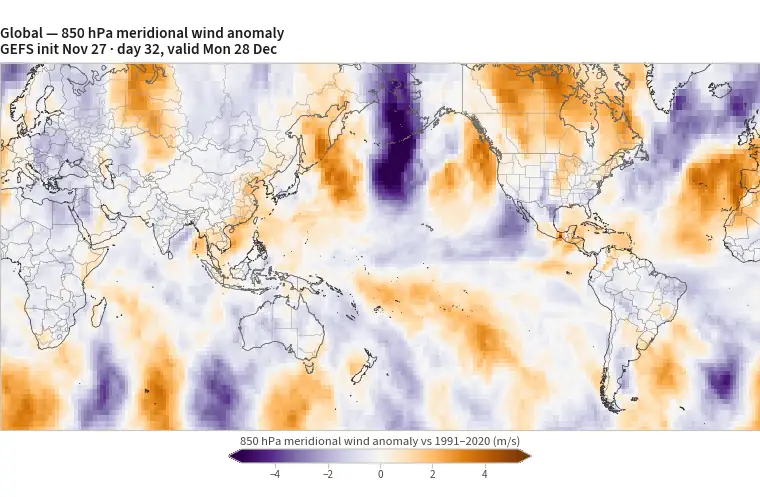 Global — 850 hPa meridional wind anomaly
GEFS init Nov 27 · day 32, valid Mon 28 Dec
850 hPa meridional wind anomaly vs 1991–2020 (m/s)
−4 −2 0 2 4